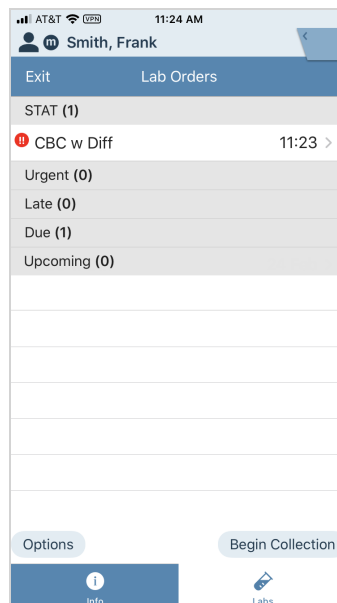 AT&T VPN 11:24 AM
m Smith, Frank
Exit Lab Orders
STAT (1)
!! CBC w Diff 11:23
Urgent (0)
Late (0)
Due (1)
Upcoming (0)
Options Begin Collection
i
Info Labs